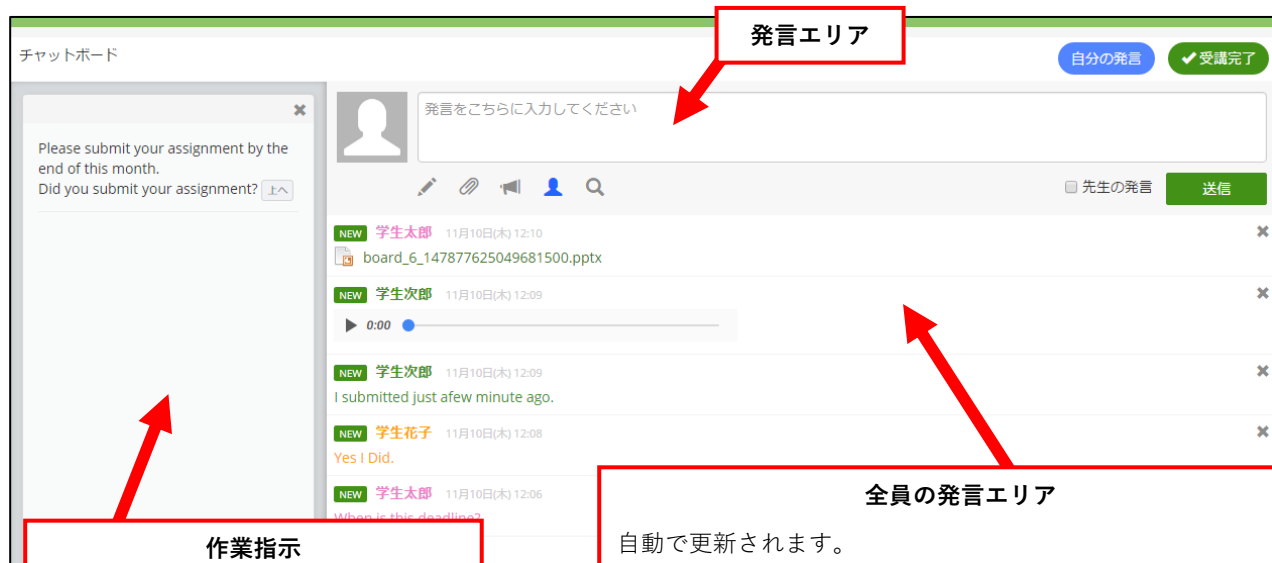 発言エリア
チャットボード
自分の発言
受講完了
発言をこちらに入力してください
Please submit your assignment by the
end of this month.
Did you submit your assignment? 上へ
先生の発言
送信
NEW 学生太郎 11月10日(木) 12:10
board_6_147877625049681500.pptx
NEW 学生次郎 11月10日(木) 12:09
0:00
NEW 学生次郎 11月10日(木) 12:09
I submitted just afew minute ago.
NEW 学生花子 11月10日(木) 12:08
Yes I Did.
NEW 学生太郎 11月10日(木) 12:06
When is this deadline?
作業指示
全員の発言エリア
自動で更新されます。